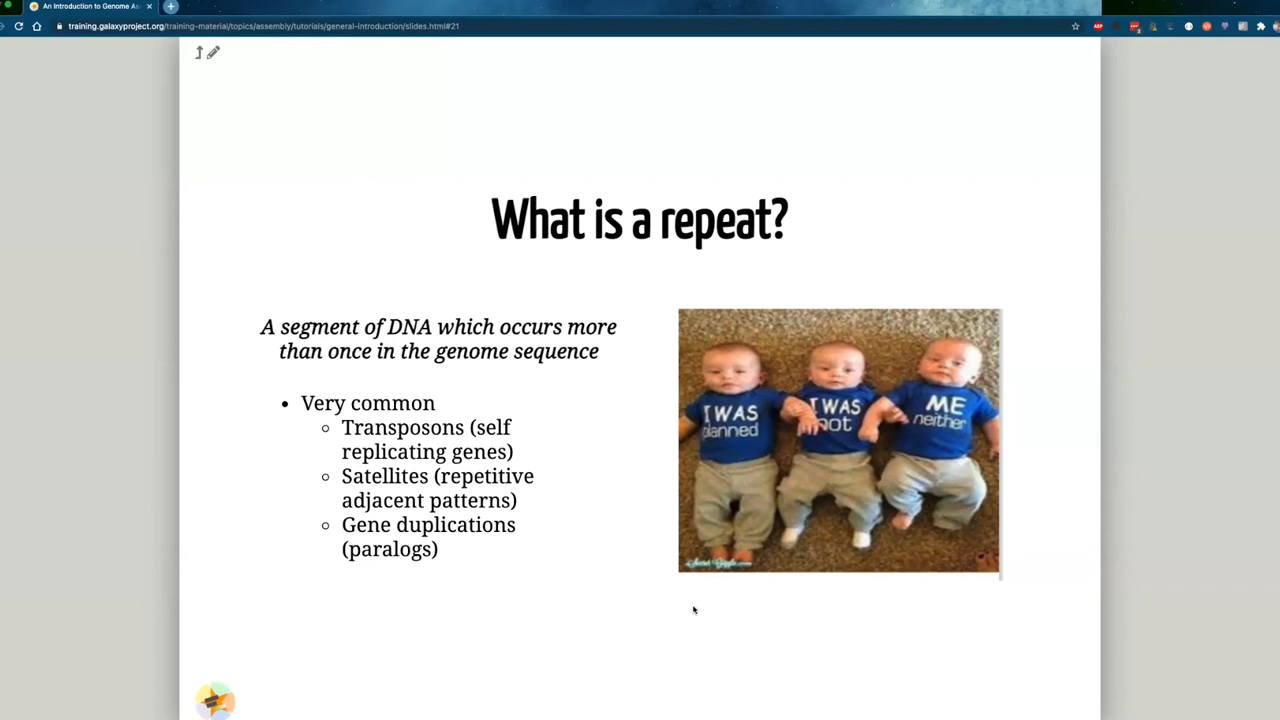 An Introduction to Genome As
training.galaxyproject.org/training-material/topics/assembly/tutorials/general-introduction/slides.html#21
What is a repeat?
A segment of DNA which occurs more
than once in the genome sequence
• Very common
○ Transposons (self
replicating genes)
○ Satellites (repetitive
adjacent patterns)
○ Gene duplications
(paralogs)
I WAS
planned
I WAS
not
ME
neither